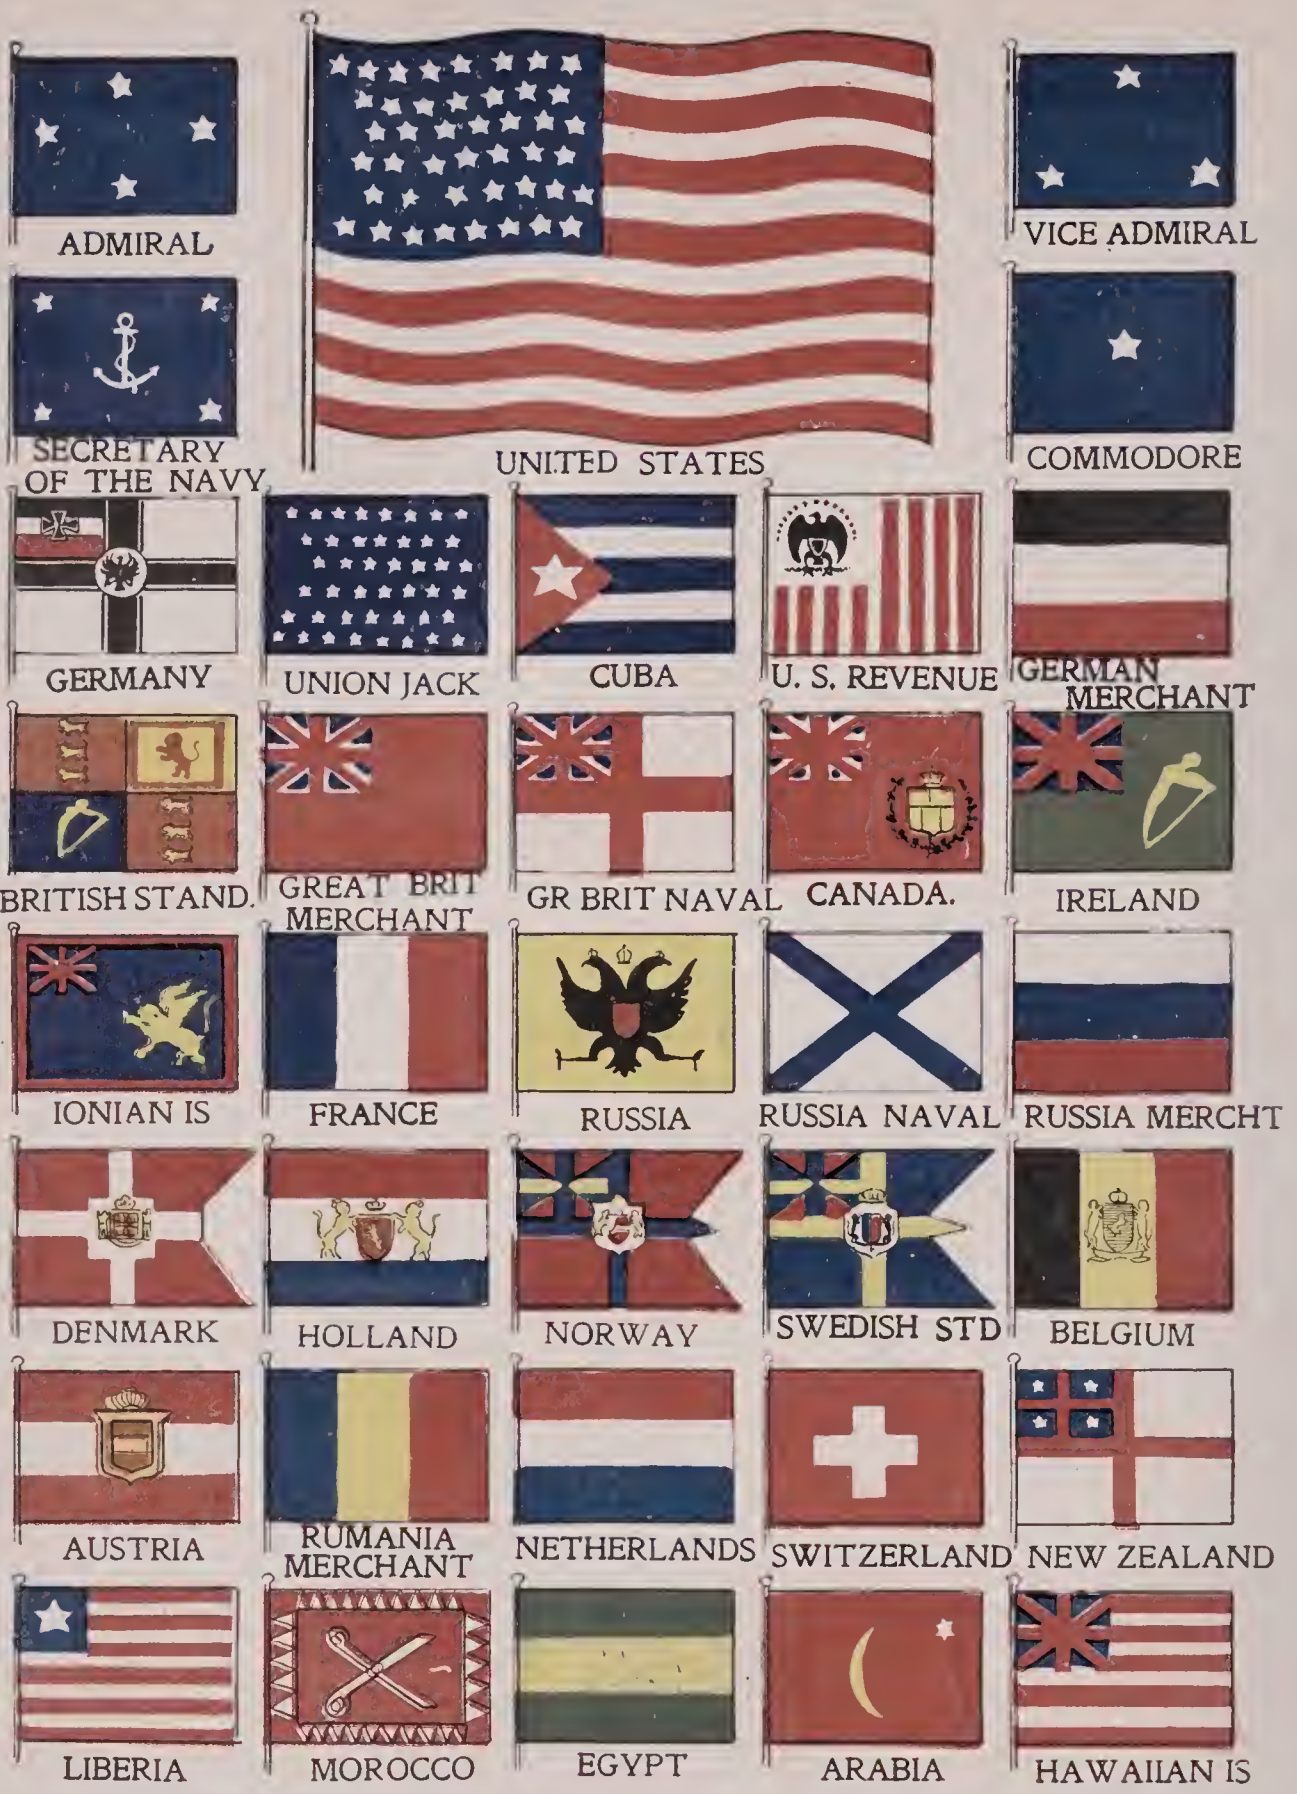 ADMIRAL
VICE ADMIRAL
SECRETARY
OF THE NAVY
UNITED STATES
COMMODORE
GERMANY
UNION JACK
CUBA
U. S. REVENUE
GERMAN
MERCHANT
BRITISH STAND.
GREAT BRIT
MERCHANT
GR BRIT NAVAL
CANADA.
IRELAND
IONIAN IS
FRANCE
RUSSIA
RUSSIA NAVAL
RUSSIA MERCHT
DENMARK
HOLLAND
NORWAY
SWEDISH STD
BELGIUM
AUSTRIA
RUMANIA
MERCHANT
NETHERLANDS
SWITZERLAND
NEW ZEALAND
LIBERIA
MOROCCO
EGYPT
ARABIA
HAWAIIAN IS